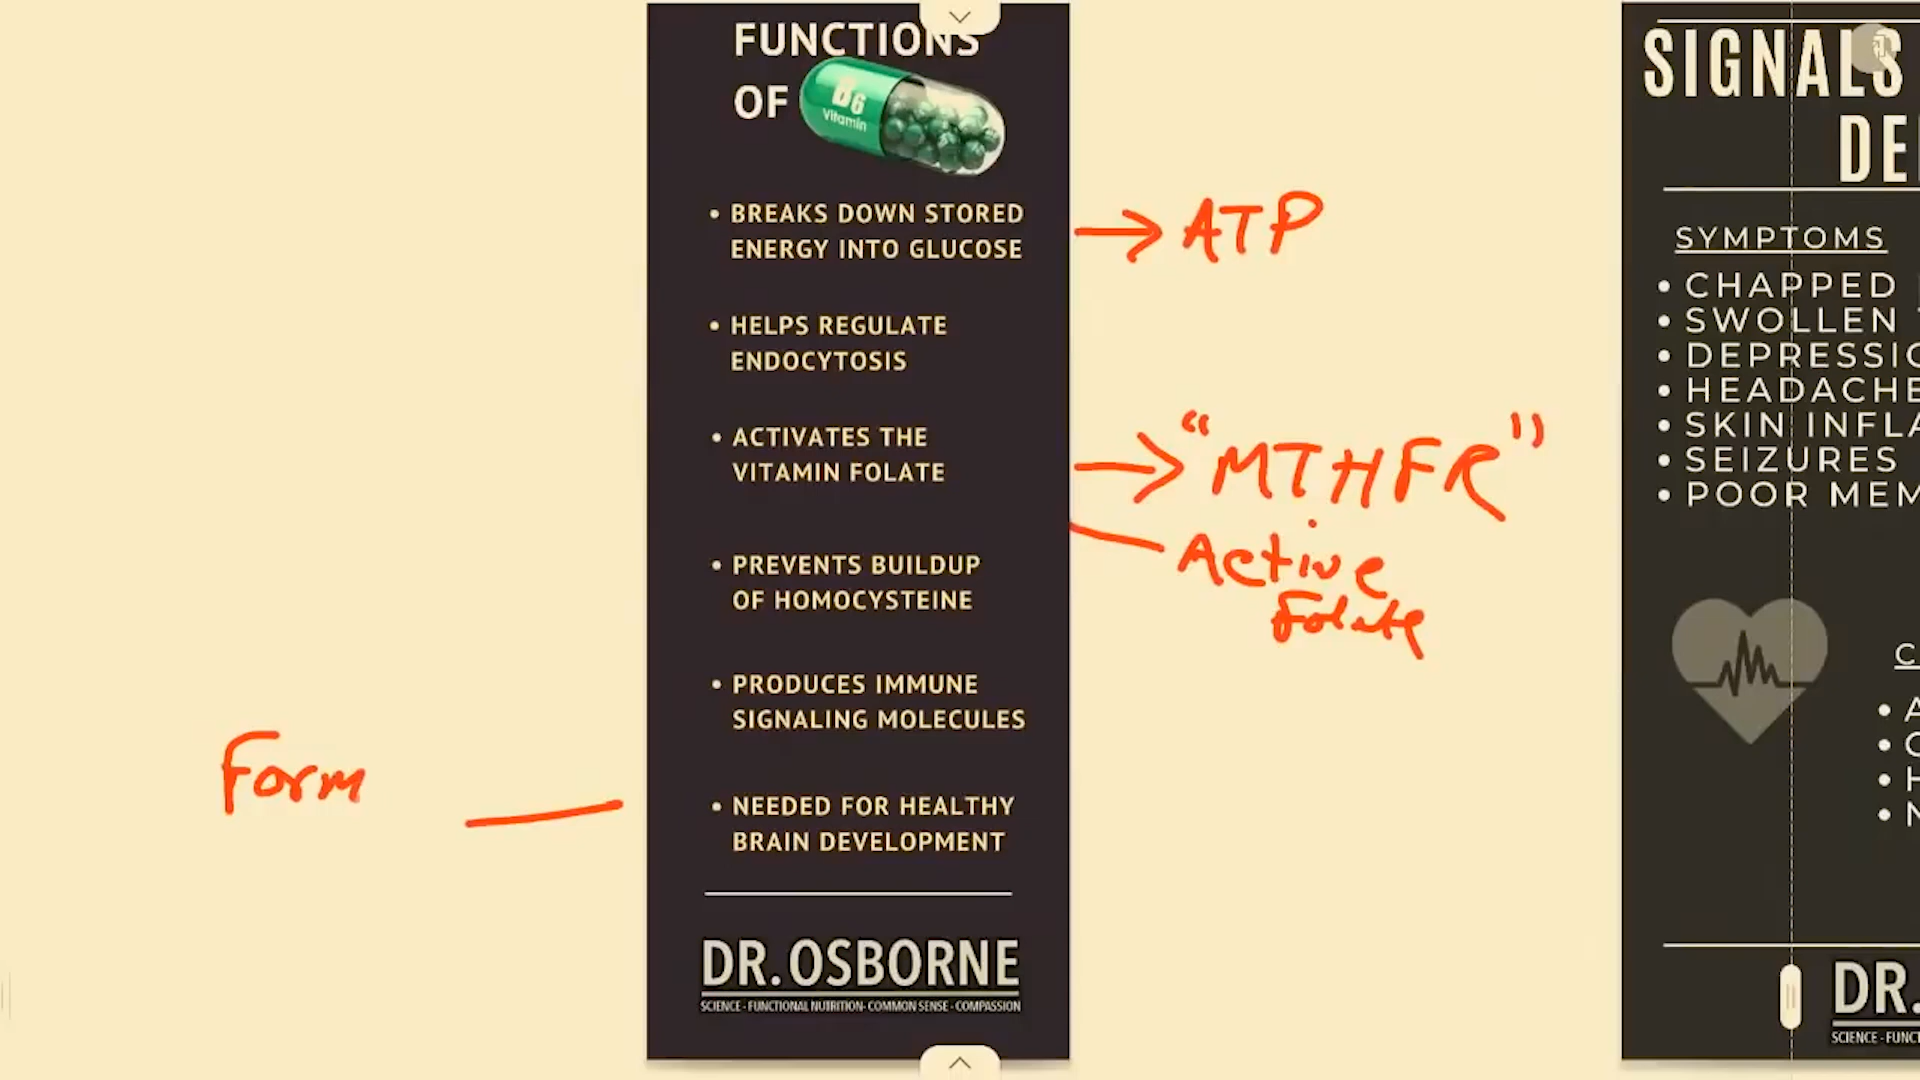 FUNCTIONS
OF
B6
Vitamin
• BREAKS DOWN STORED
ENERGY INTO GLUCOSE
→ ATP
• HELPS REGULATE
ENDOCYTOSIS
• ACTIVATES THE
VITAMIN FOLATE
→ "MTHFR"
Active
Folate
• PREVENTS BUILDUP
OF HOMOCYSTEINE
• PRODUCES IMMUNE
SIGNALING MOLECULES
Form
• NEEDED FOR HEALTHY
BRAIN DEVELOPMENT
DR. OSBORNE
SCIENCE - FUNCTIONAL NUTRITION- COMMON SENSE - COMPASSION
SIGNALS
DE
SYMPTOMS
• CHAPPED
• SWOLLEN
• DEPRESSIO
• HEADACHE
• SKIN INFLA
• SEIZURES
• POOR MEM
C
• A
• C
• H
• N
DR.
SCIENCE - FUNCT